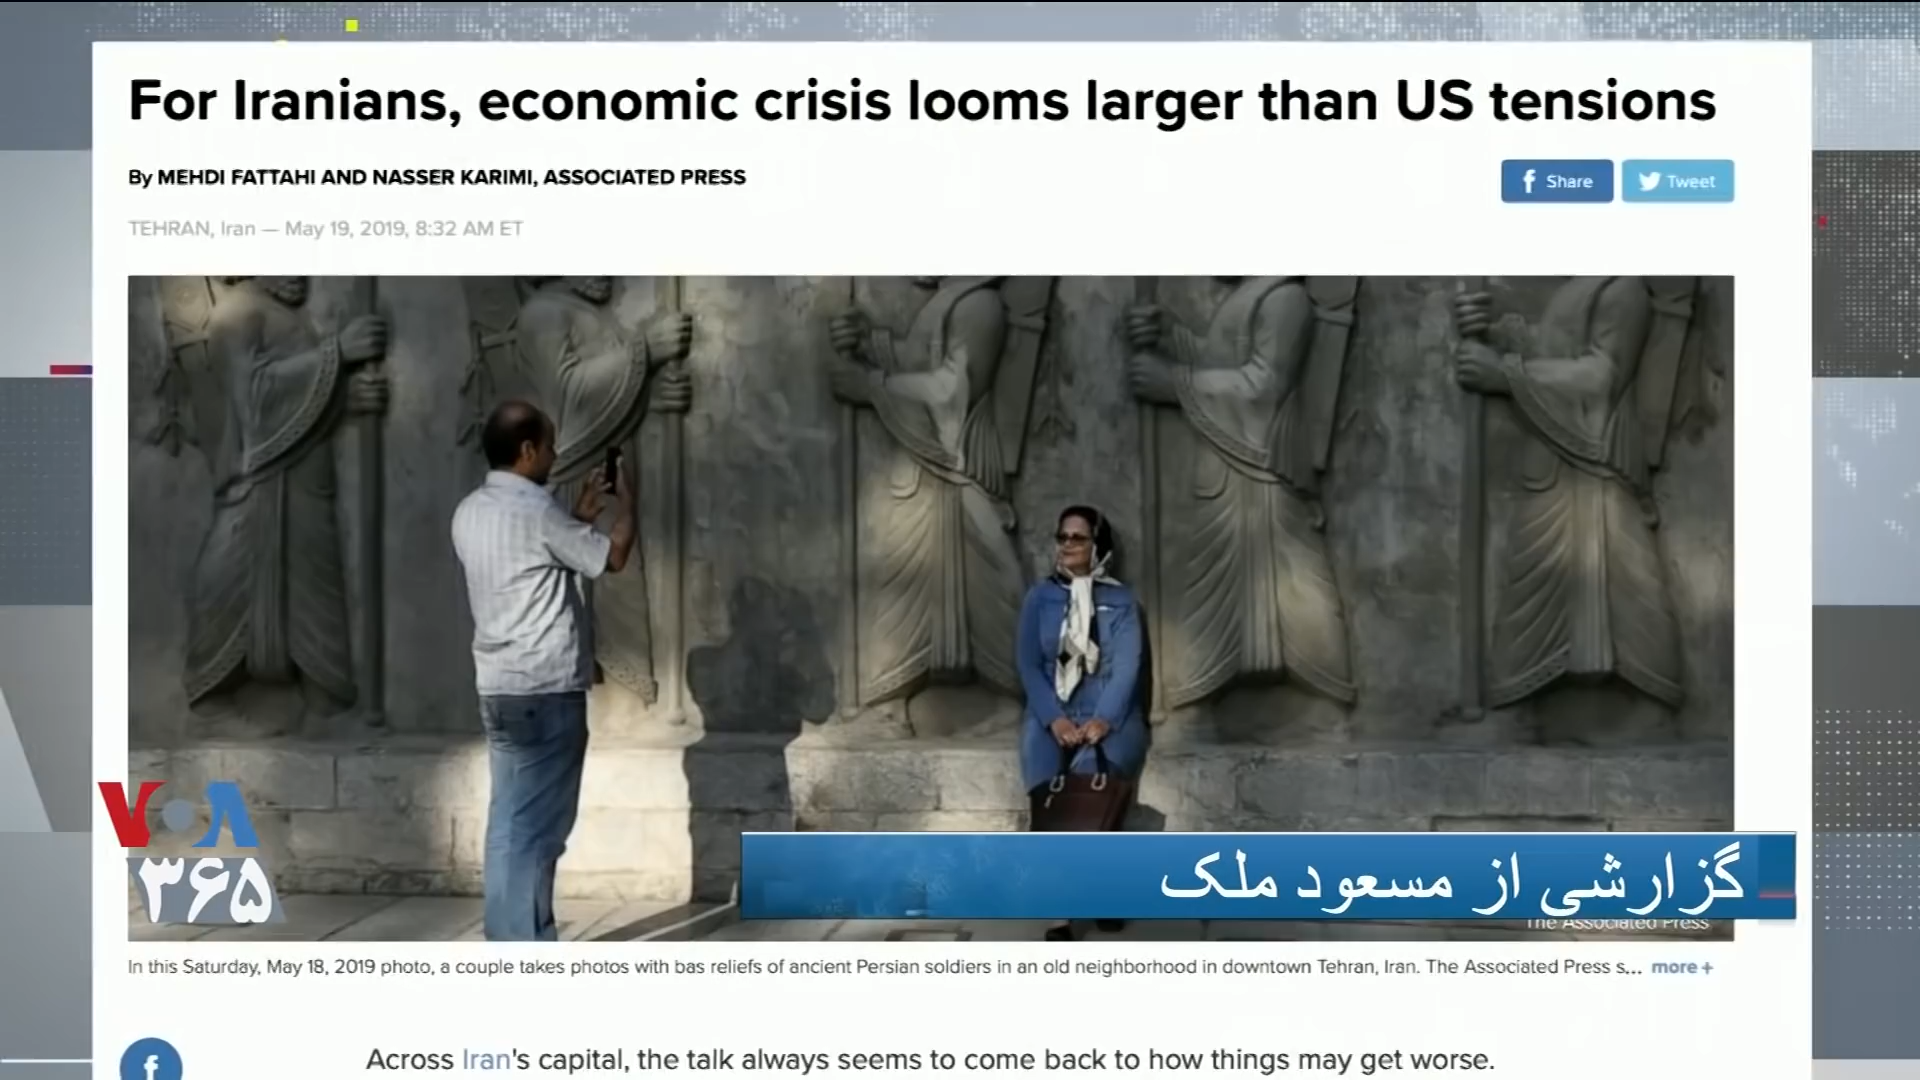 For Iranians, economic crisis looms larger than US tensions
By MEHDI FATTAHI AND NASSER KARIMI, ASSOCIATED PRESS
Share
Tweet
TEHRAN, Iran — May 19, 2019, 8:32 AM ET
VOA
۳۶۵
گزارشی از مسعود ملک
The Associated Press
In this Saturday, May 18, 2019 photo, a couple takes photos with bas reliefs of ancient Persian soldiers in an old neighborhood in downtown Tehran, Iran. The Associated Press s... more +
Across Iran's capital, the talk always seems to come back to how things may get worse.